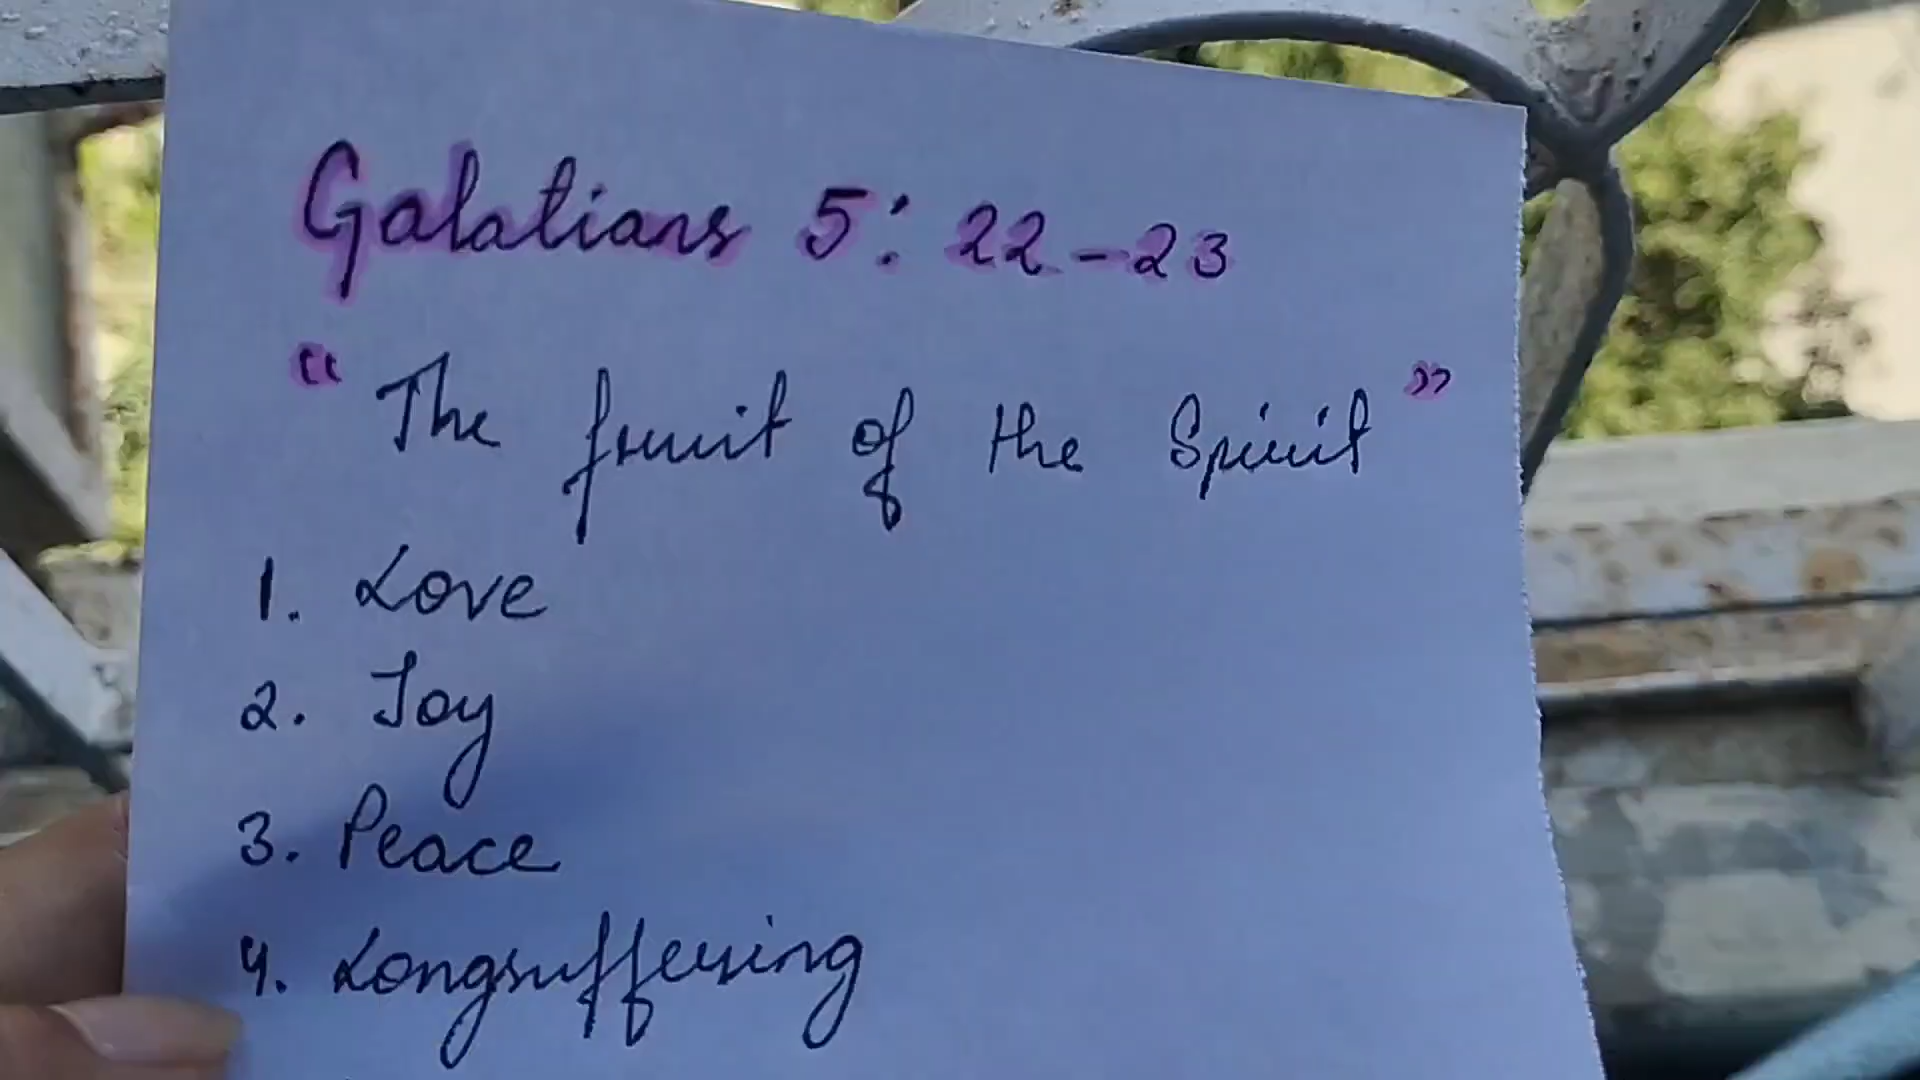 Galatians 5: 22-23
"The fruit of the Spirit"
1. Love
2. Joy
3. Peace
4. Longsuffering